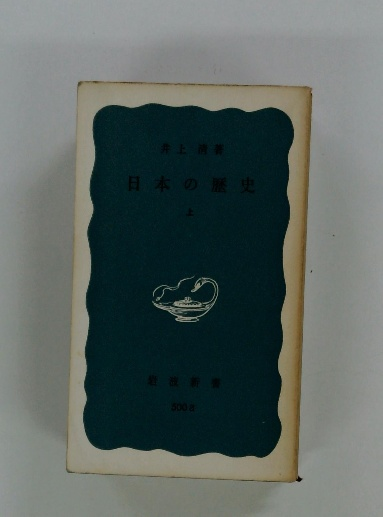 井上清著
日本の歴史
上
岩波新書